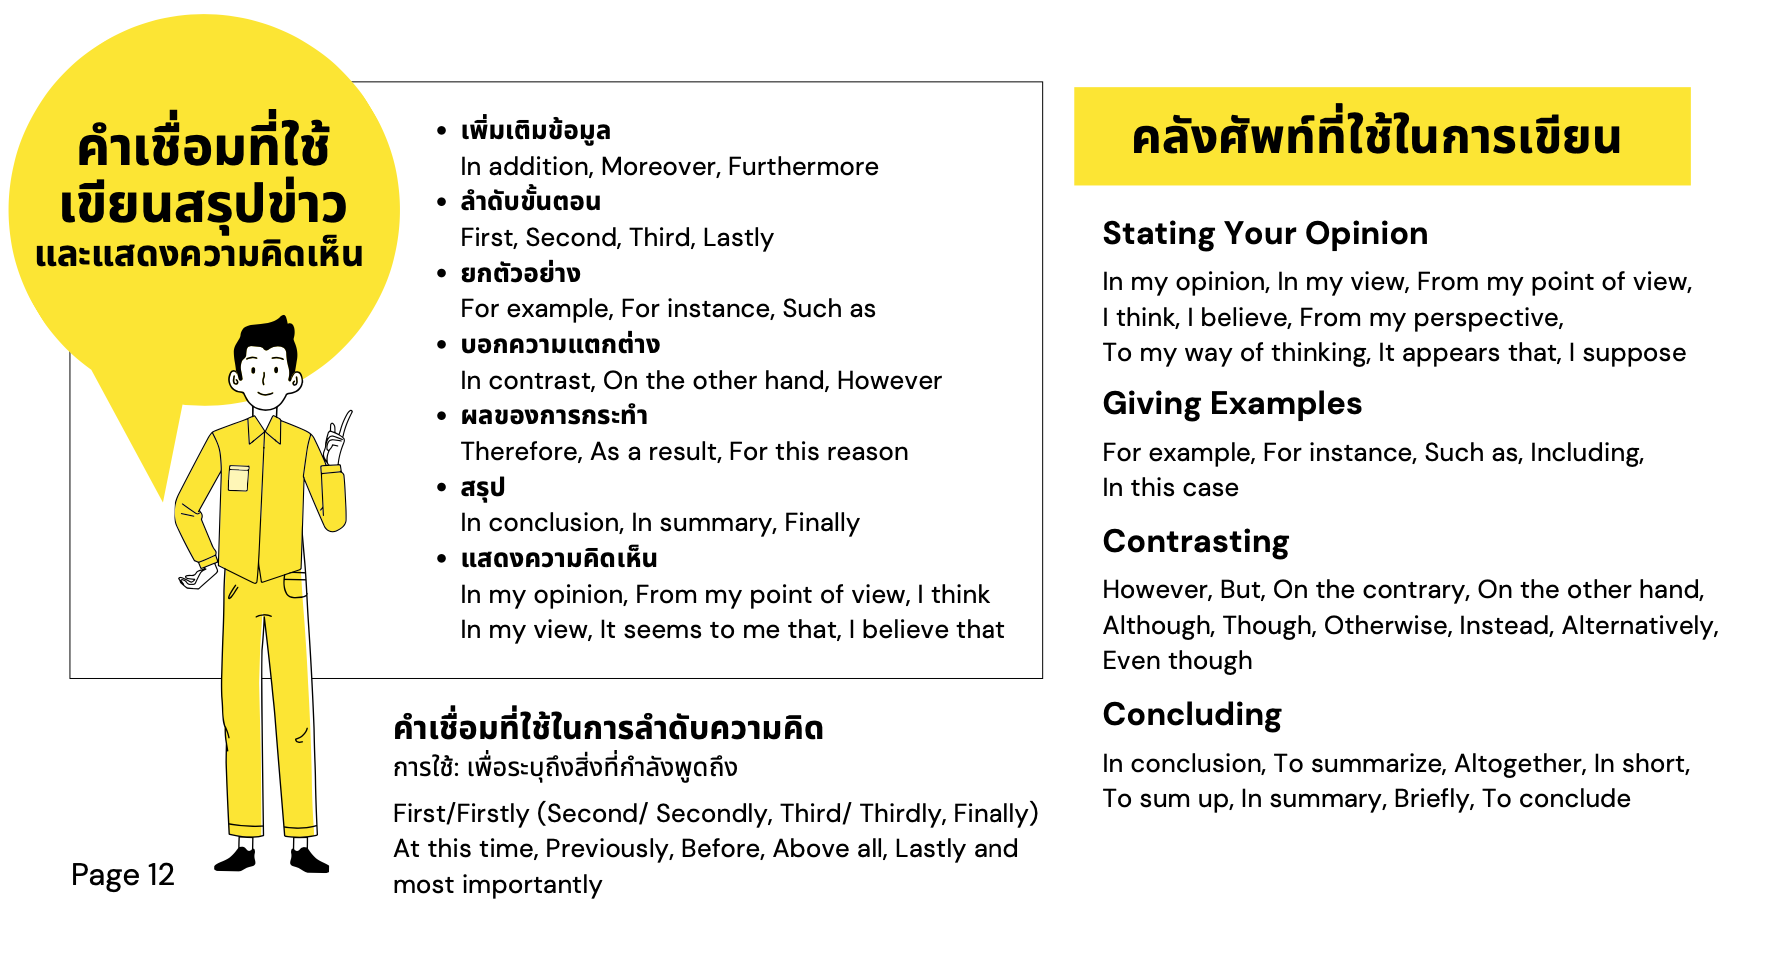 คำเชื่อมที่ใช้
เขียนสรุปข่าว
และแสดงความคิดเห็น
• เพิ่มเติมข้อมูล
In addition, Moreover, Furthermore
• ลำดับขั้นตอน
First, Second, Third, Lastly
• ยกตัวอย่าง
For example, For instance, Such as
• บอกความแตกต่าง
In contrast, On the other hand, However
• ผลของการกระทำ
Therefore, As a result, For this reason
• สรุป
In conclusion, In summary, Finally
• แสดงความคิดเห็น
In my opinion, From my point of view, I think
In my view, It seems to me that, I believe that
คำเชื่อมที่ใช้ในการลำดับความคิด
การใช้: เพื่อระบุถึงสิ่งที่กำลังพูดถึง
First/Firstly (Second/ Secondly, Third/ Thirdly, Finally)
At this time, Previously, Before, Above all, Lastly and
most importantly
Page 12
คลังศัพท์ที่ใช้ในการเขียน
Stating Your Opinion
In my opinion, In my view, From my point of view,
I think, I believe, From my perspective,
To my way of thinking, It appears that, I suppose
Giving Examples
For example, For instance, Such as, Including,
In this case
Contrasting
However, But, On the contrary, On the other hand,
Although, Though, Otherwise, Instead, Alternatively,
Even though
Concluding
In conclusion, To summarize, Altogether, In short,
To sum up, In summary, Briefly, To conclude